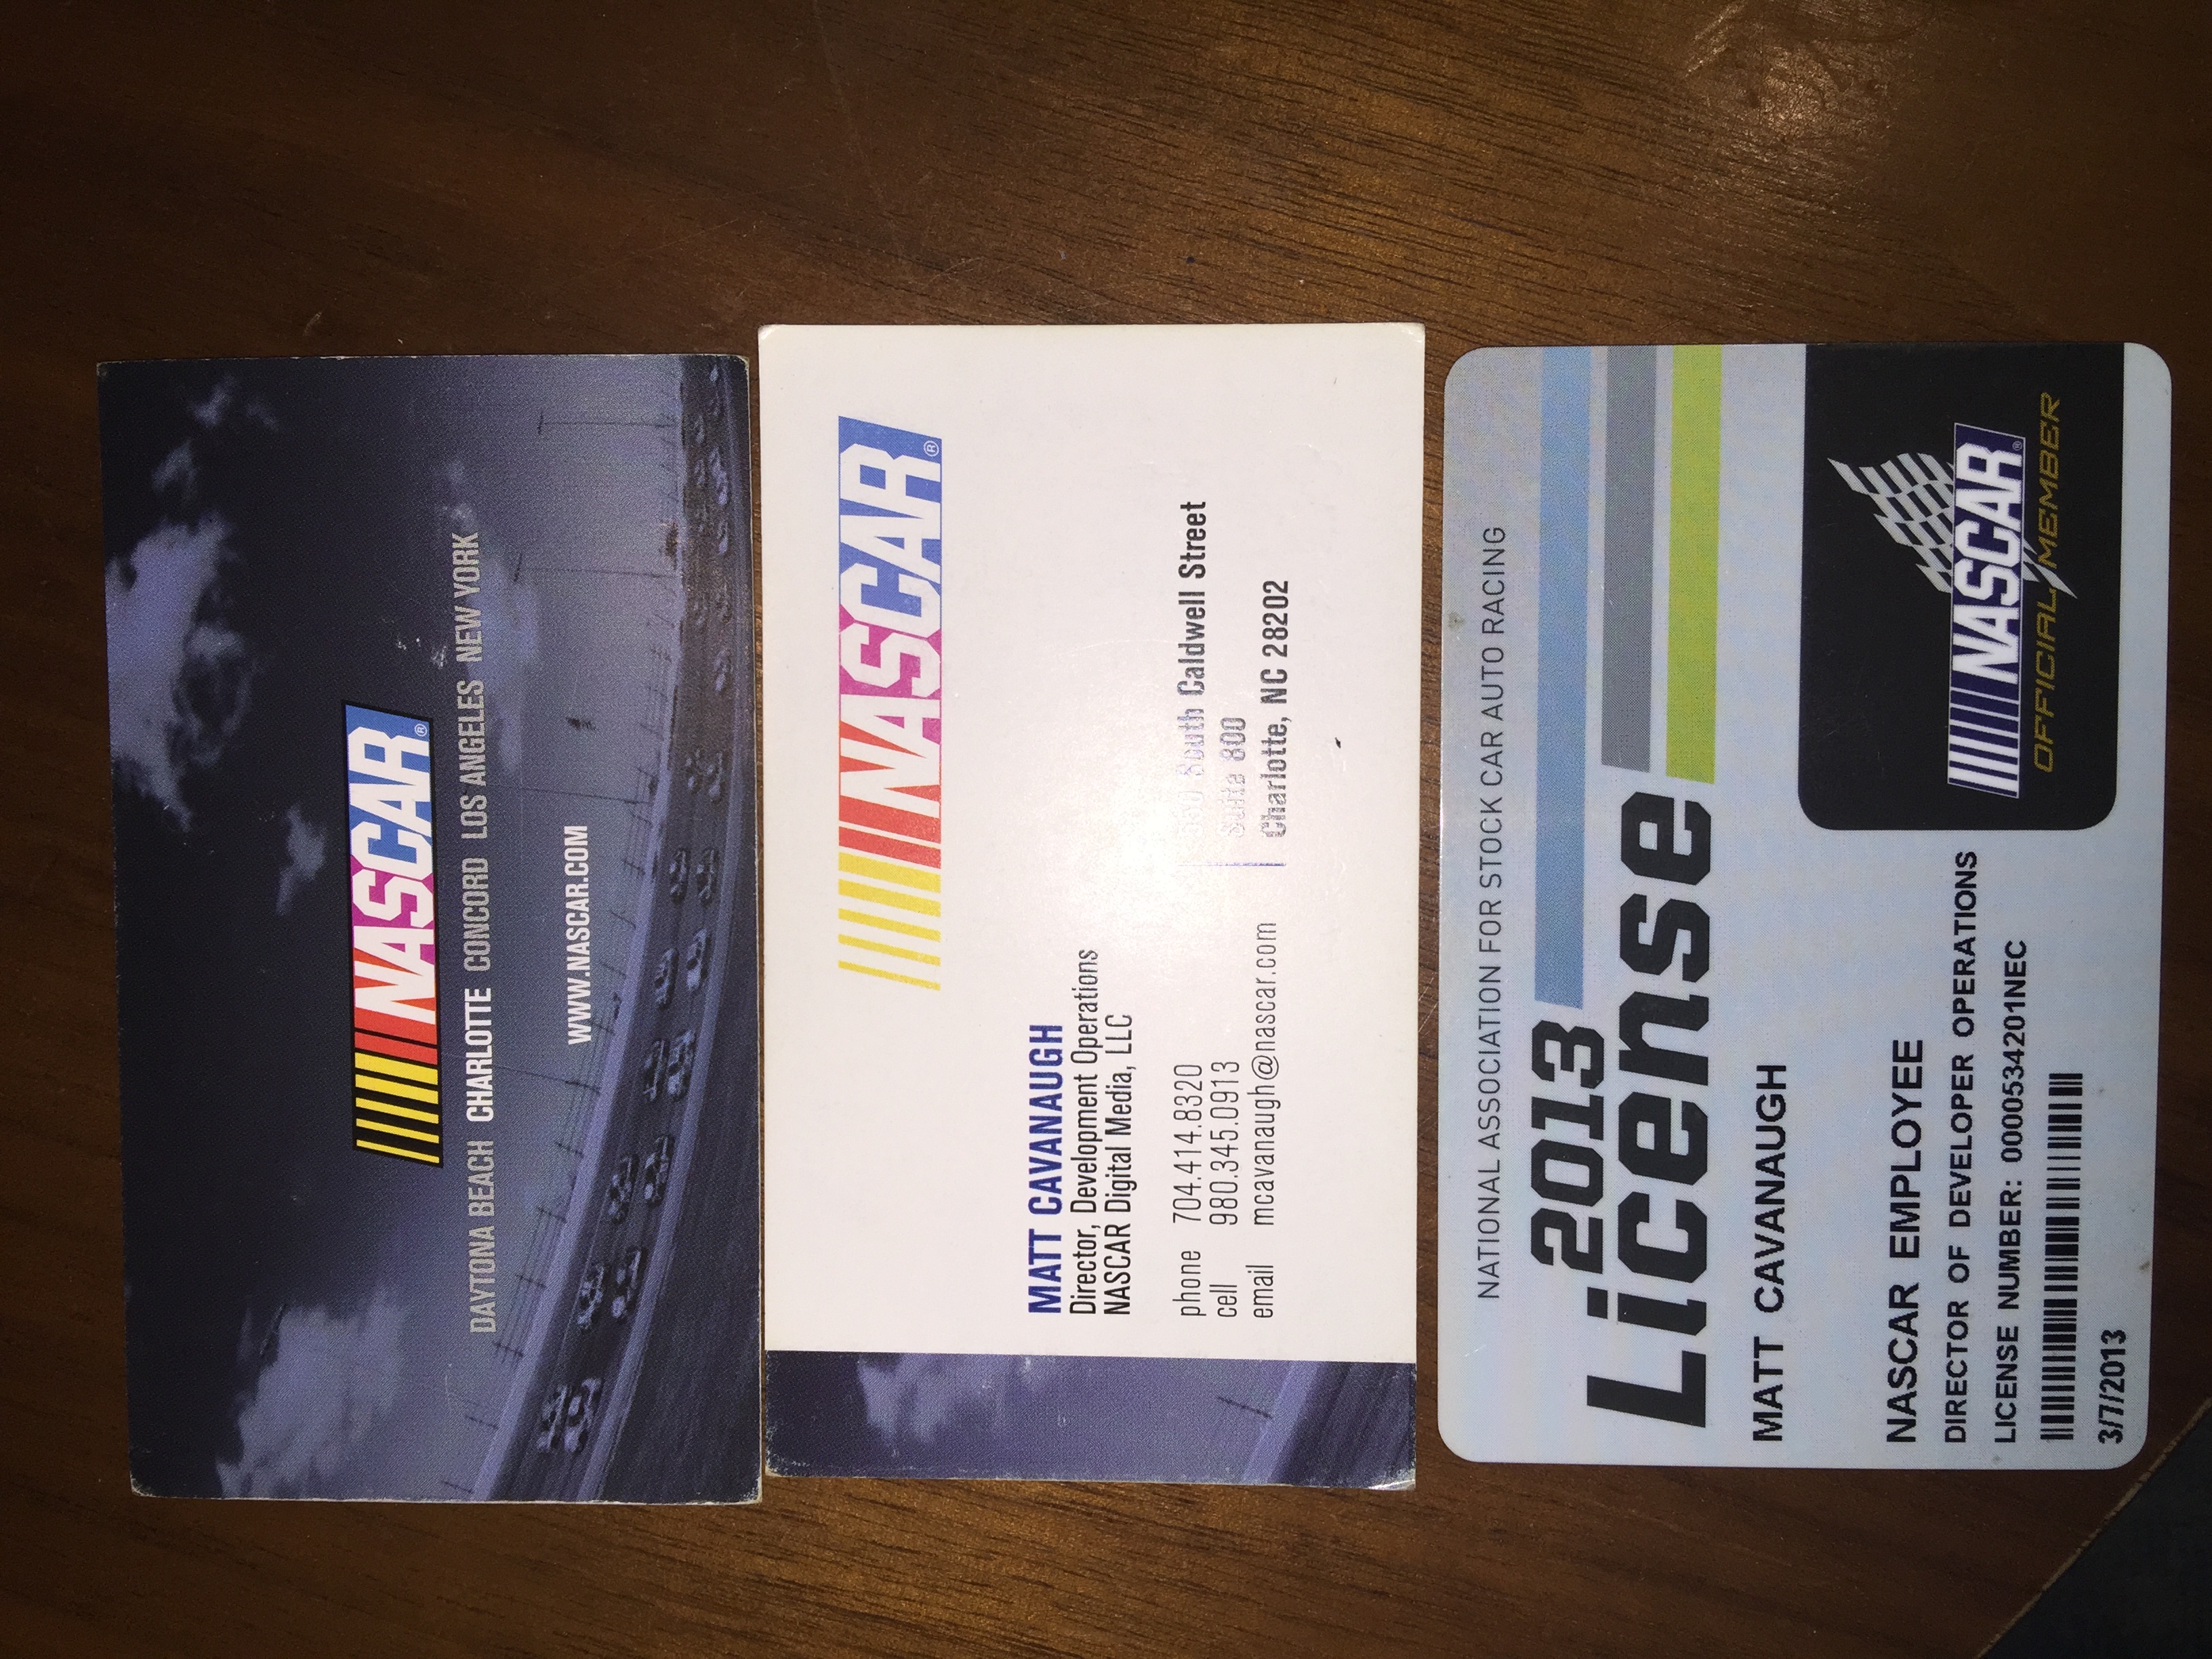 NASCAR®
DAYTONA BEACH CHARLOTTE CONCORD LOS ANGELES NEW YORK
WWW.NASCAR.COM
NASCAR®
MATT CAVANAUGH
Director, Development Operations
NASCAR Digital Media, LLC
phone 704.414.8320
cell 980.345.0913
email mcavanaugh@nascar.com
South Caldwell Street
Suite 800
Charlotte, NC 28202
NATIONAL ASSOCIATION FOR STOCK CAR AUTO RACING
2013
License
MATT CAVANAUGH
NASCAR EMPLOYEE
DIRECTOR OF DEVELOPER OPERATIONS
LICENSE NUMBER: 0000534201NEC
3/7/2013
NASCAR®
OFFICIAL MEMBER